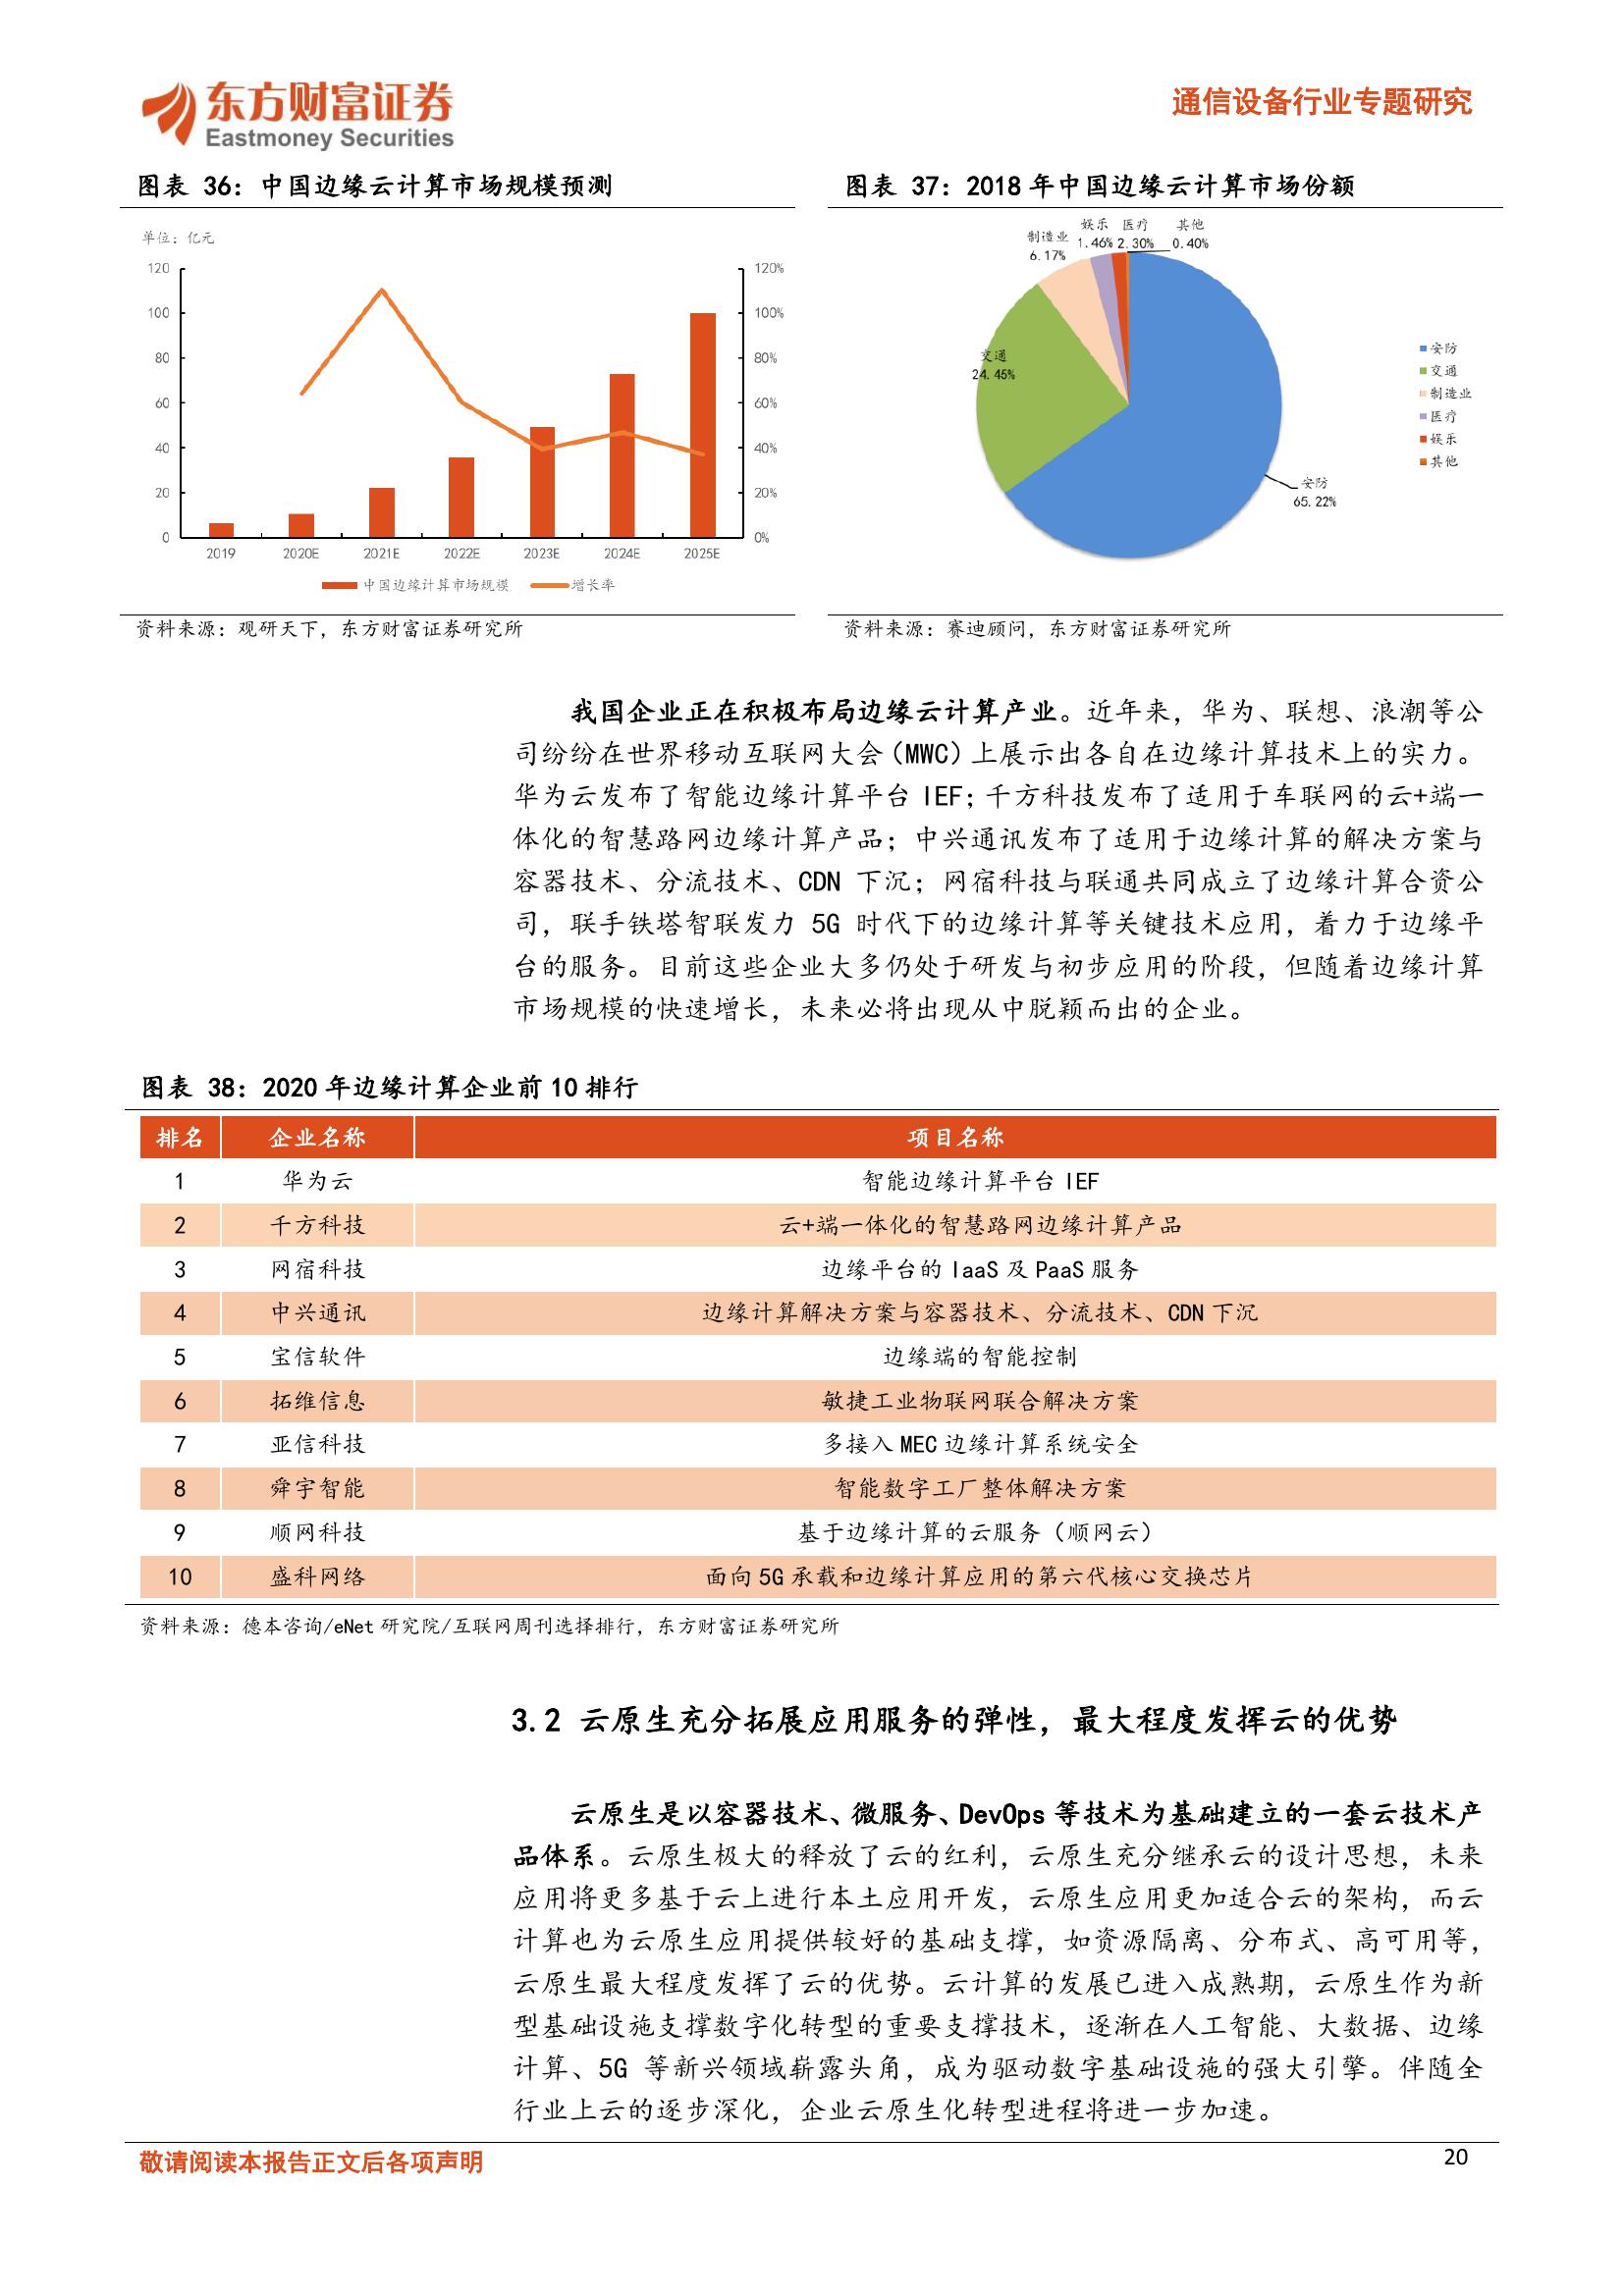 东方财富证券
Eastmoney Securities
通信设备行业专题研究
图表 36：中国边缘云计算市场规模预测
单位：亿元
120
100
80
60
40
20
0
120%
100%
80%
60%
40%
20%
0%
2019
2020E
2021E
2022E
2023E
2024E
2025E
中国边缘计算市场规模
增长率
资料来源：观研天下，东方财富证券研究所
图表 37：2018 年中国边缘云计算市场份额
制造业
6.17%
娱乐
1.46%
医疗
2.30%
其他
0.40%
交通
24.45%
安防
65.22%
安防
交通
制造业
医疗
娱乐
其他
资料来源：赛迪顾问，东方财富证券研究所
我国企业正在积极布局边缘云计算产业。近年来，华为、联想、浪潮等公
司纷纷在世界移动互联网大会（MWC）上展示出各自在边缘计算技术上的实力。
华为云发布了智能边缘计算平台 IEF；千方科技发布了适用于车联网的云+端一
体化的智慧路网边缘计算产品；中兴通讯发布了适用于边缘计算的解决方案与
容器技术、分流技术、CDN 下沉；网宿科技与联通共同成立了边缘计算合资公
司，联手铁塔智联发力 5G 时代下的边缘计算等关键技术应用，着力于边缘平
台的服务。目前这些企业大多仍处于研发与初步应用的阶段，但随着边缘计算
市场规模的快速增长，未来必将出现从中脱颖而出的企业。
图表 38：2020 年边缘计算企业前 10 排行
排名 企业名称 项目名称
1 华为云 智能边缘计算平台 IEF
2 千方科技 云+端一体化的智慧路网边缘计算产品
3 网宿科技 边缘平台的 IaaS 及 PaaS 服务
4 中兴通讯 边缘计算解决方案与容器技术、分流技术、CDN 下沉
5 宝信软件 边缘端的智能控制
6 拓维信息 敏捷工业物联网联合解决方案
7 亚信科技 多接入 MEC 边缘计算系统安全
8 舜宇智能 智能数字工厂整体解决方案
9 顺网科技 基于边缘计算的云服务（顺网云）
10 盛科网络 面向 5G 承载和边缘计算应用的第六代核心交换芯片
资料来源：德本咨询/eNet 研究院/互联网周刊选择排行，东方财富证券研究所
3.2 云原生充分拓展应用服务的弹性，最大程度发挥云的优势
云原生是以容器技术、微服务、DevOps 等技术为基础建立的一套云技术产
品体系。云原生极大的释放了云的红利，云原生充分继承云的设计思想，未来
应用将更多基于云上进行本土应用开发，云原生应用更加适合云的架构，而云
计算也为云原生应用提供较好的基础支撑，如资源隔离、分布式、高可用等，
云原生最大程度发挥了云的优势。云计算的发展已进入成熟期，云原生作为新
型基础设施支撑数字化转型的重要支撑技术，逐渐在人工智能、大数据、边缘
计算、5G 等新兴领域崭露头角，成为驱动数字基础设施的强大引擎。伴随全
行业上云的逐步深化，企业云原生化转型进程将进一步加速。
敬请阅读本报告正文后各项声明
20